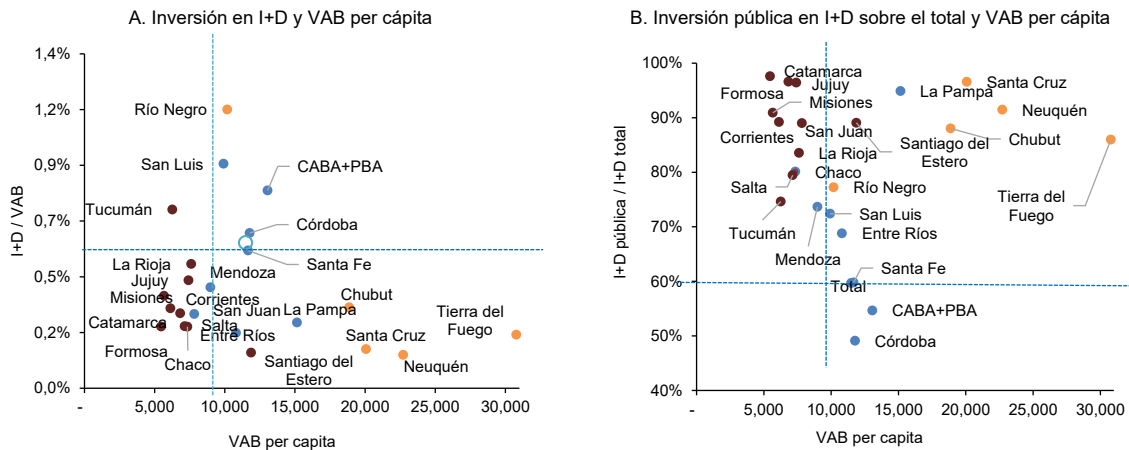 A. Inversión en I+D y VAB per cápita
1,4%
1,2%
0,9%
0,7%
0,5%
0,2%
0,0%
I+D / VAB
Río Negro
San Luis
CABA+PBA
Tucumán
Córdoba
Santa Fe
La Rioja
Mendoza
Jujuy
Misiones
Corrientes
Chubut
San Juan
La Pampa
Tierra del
Fuego
Catamarca
Salta
Entre Ríos
Santa Cruz
Formosa
Chaco
Santiago del
Estero
Neuquén
-
5,000
10,000
15,000
20,000
25,000
30,000
VAB per capita
B. Inversión pública en I+D sobre el total y VAB per cápita
100%
90%
80%
70%
60%
50%
40%
I+D pública / I+D total
Catamarca
Jujuy
Formosa
Misiones
La Pampa
Santa Cruz
Neuquén
Corrientes
San Juan
Santiago del
Estero
Chubut
La Rioja
Chaco
Salta
Río Negro
Tierra del
Fuego
San Luis
Tucumán
Entre Ríos
Mendoza
Santa Fe
Total
CABA+PBA
Córdoba
-
5,000
10,000
15,000
20,000
25,000
30,000
VAB per capita